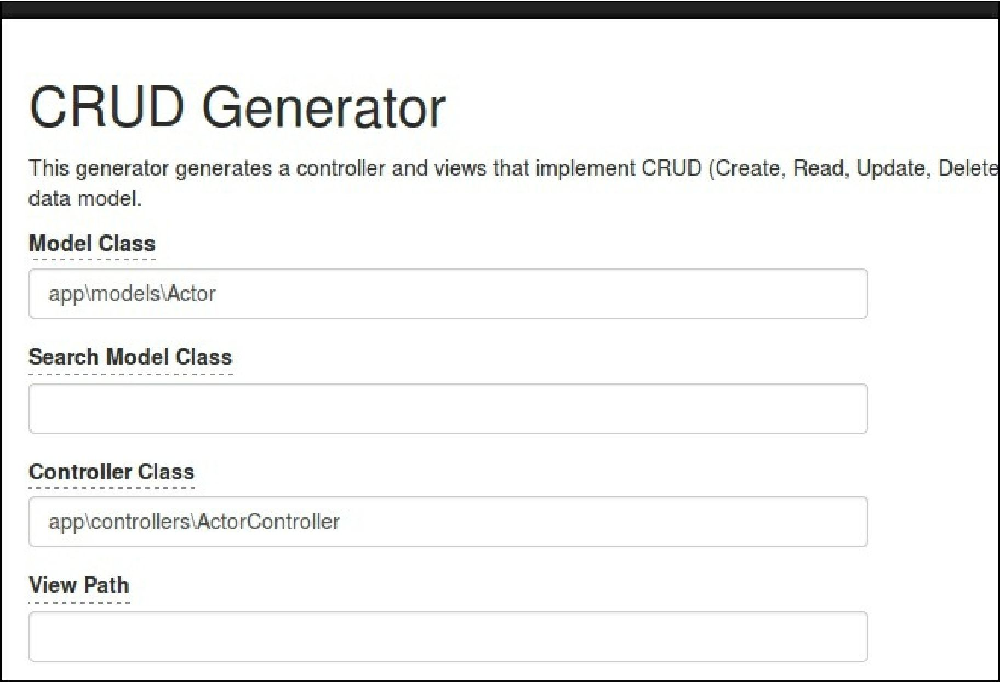 CRUD Generator
This generator generates a controller and views that implement CRUD (Create, Read, Update, Delete
data model.
Model Class
app\models\Actor
Search Model Class
Controller Class
app\controllers\ActorController
View Path